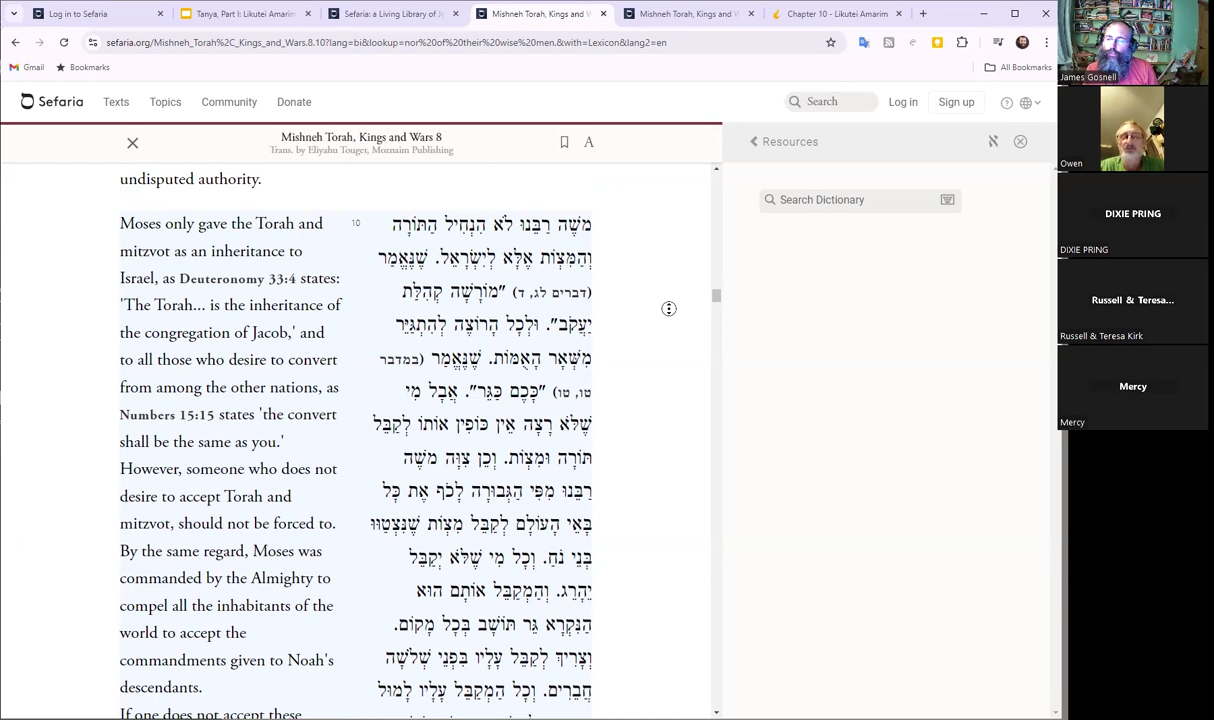 Log in to Sefaria
Tanya, Part I; Likutei Amarim
Sefaria: a Living Library of Je
Mishneh Torah, Kings and W
Mishneh Torah, Kings and W
Chapter 10 - Likutei Amarim
sefaria.org/Mishneh_Torah%2C_Kings_and_Wars.8.10?lang=bi&lookup=nor%20of%20their%20wise%20men.&with=Lexicon&lang2=en
Gmail
Bookmarks
All Bookmarks
Sefaria
Texts
Topics
Community
Donate
Search
Log in
Sign up
Mishneh Torah, Kings and Wars 8
Trans. by Eliyahu Touger, Moznaim Publishing
A
Resources
Search Dictionary
undisputed authority.
Moses only gave the Torah and
mitzvot as an inheritance to
Israel, as Deuteronomy 33:4 states:
'The Torah... is the inheritance of
the congregation of Jacob,' and
to all those who desire to convert
from among the other nations, as
Numbers 15:15 states 'the convert
shall be the same as you.'
However, someone who does not
desire to accept Torah and
mitzvot, should not be forced to.
By the same regard, Moses was
commanded by the Almighty to
compel all the inhabitants of the
world to accept the
commandments given to Noah's
descendants.
If one does not accept these
10
משֶׁה רַבֵּנוּ לֹא הִנְחִיל הַתּוֹרָה
וְהַמִּצְוֹת אֶלָּא לְיִשְׂרָאֵל. שֶׁנֶּאֱמַר
(דברים לג, ד) "מוֹרָשָׁה קְהִלַּת
יַעֲקֹב". וּלְכָל הָרוֹצֶה לְהִתְגַּיֵּר
מִשְּׁאָר הָאֻמּוֹת. שֶׁנֶּאֱמַר (במדבר
טו, טו) "כָּכֶם כַּגֵּר". אֲבָל מִי
שֶׁלֹּא רָצָה אֵין כּוֹפִין אוֹתוֹ לְקַבֵּל
תּוֹרָה וּמִצְוֹת. וְכֵן צִוָּה משֶׁה
רַבֵּנוּ מִפִּי הַגְּבוּרָה לָכֹף אֶת כָּל
בָּאֵי הָעוֹלָם לְקַבֵּל מִצְוֹת שֶׁנִּצְטַוּוּ
בְּנֵי נֹחַ. וְכָל מִי שֶׁלֹּא יְקַבֵּל
יֵהָרֵג. וְהַמְקַבֵּל אוֹתָם הוּא
הַנִּקְרָא גֵּר תּוֹשָׁב בְּכָל מָקוֹם.
וְצָרִיךְ לְקַבֵּל עָלָיו בִּפְנֵי שְׁלֹשָׁה
חֲבֵרִים. וְכָל הַמְקַבֵּל עָלָיו לָמוּל
James Gosnell
Owen
DIXIE PRING
DIXIE PRING
Russell & Teresa...
Russell & Teresa Kirk
Mercy
Mercy